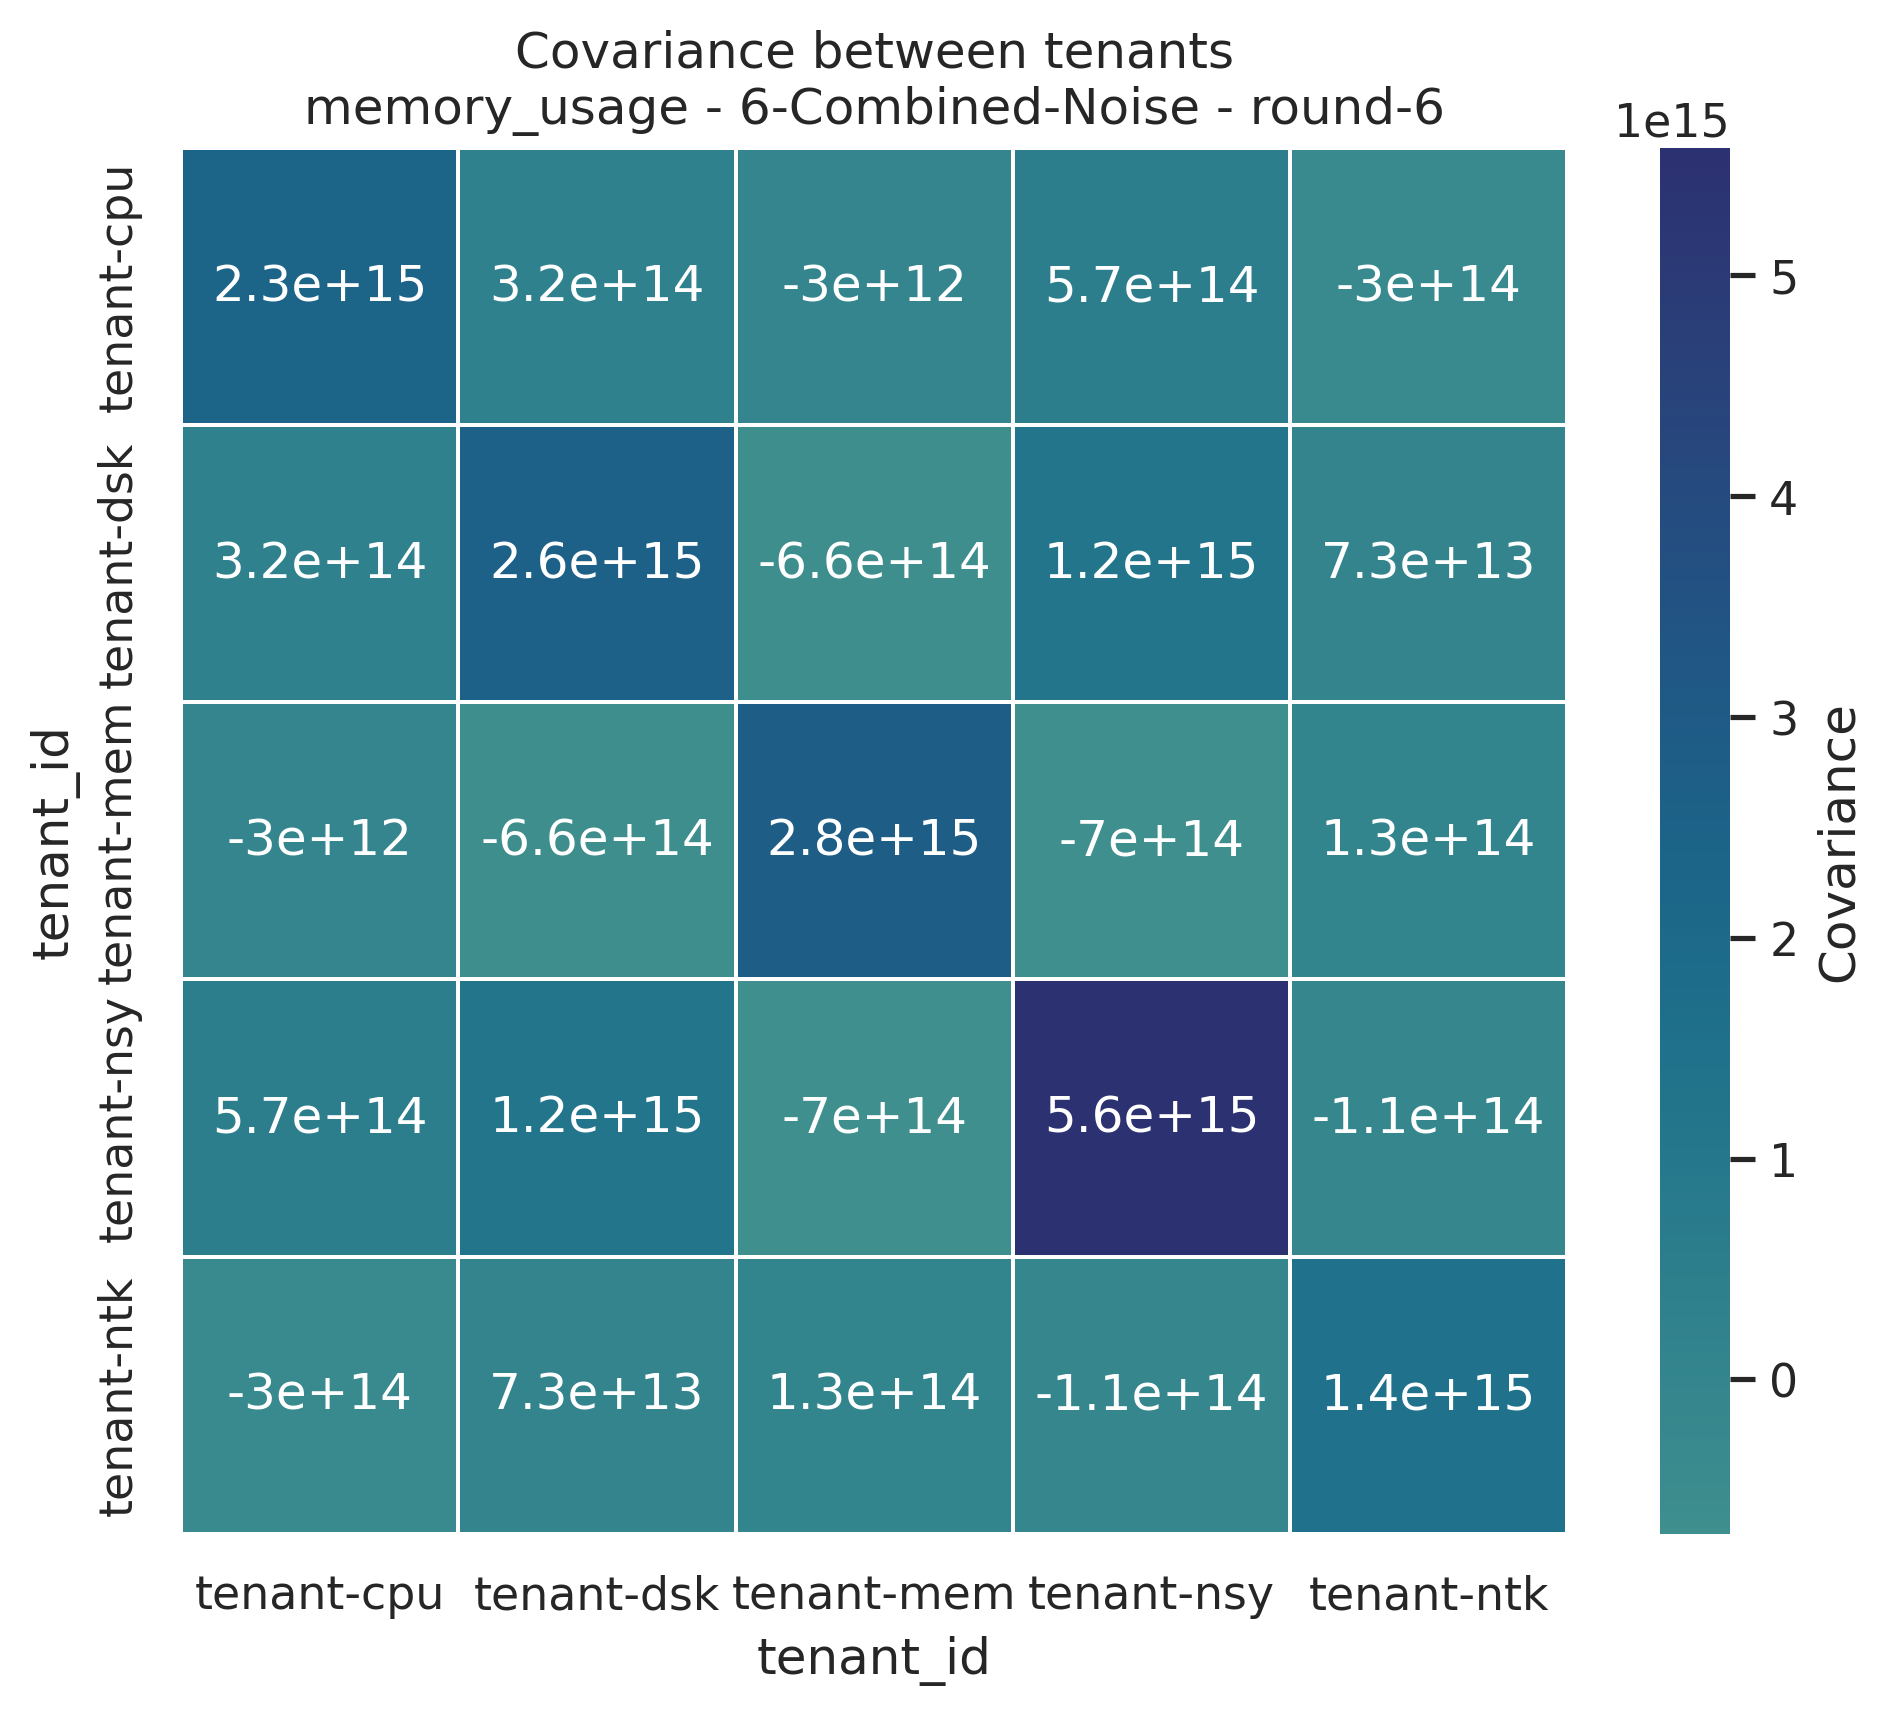 Covariance between tenants
memory_usage - 6-Combined-Noise - round-6
1e15
tenant-cpu
2.3e+15 3.2e+14 -3e+12 5.7e+14 -3e+14
tenant-dsk
3.2e+14 2.6e+15 -6.6e+14 1.2e+15 7.3e+13
tenant-mem
-3e+12 -6.6e+14 2.8e+15 -7e+14 1.3e+14
tenant-nsy
5.7e+14 1.2e+15 -7e+14 5.6e+15 -1.1e+14
tenant-ntk
-3e+14 7.3e+13 1.3e+14 -1.1e+14 1.4e+15
tenant_id
tenant-cpu tenant-dsk tenant-mem tenant-nsy tenant-ntk
tenant_id
5
4
3
2
1
0
Covariance